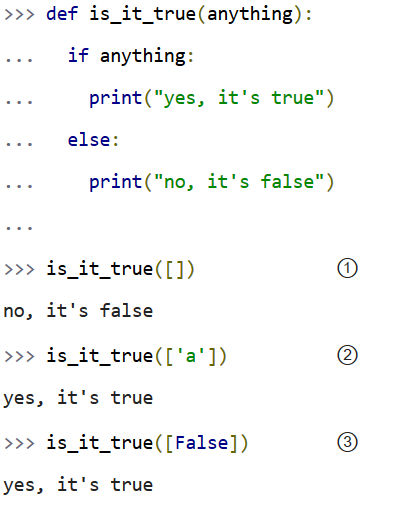 >>> def is_it_true(anything):
...   if anything:
...     print("yes, it's true")
...   else:
...     print("no, it's false")
...
>>> is_it_true([]) ①
no, it's false
>>> is_it_true(['a']) ②
yes, it's true
>>> is_it_true([False]) ③
yes, it's true